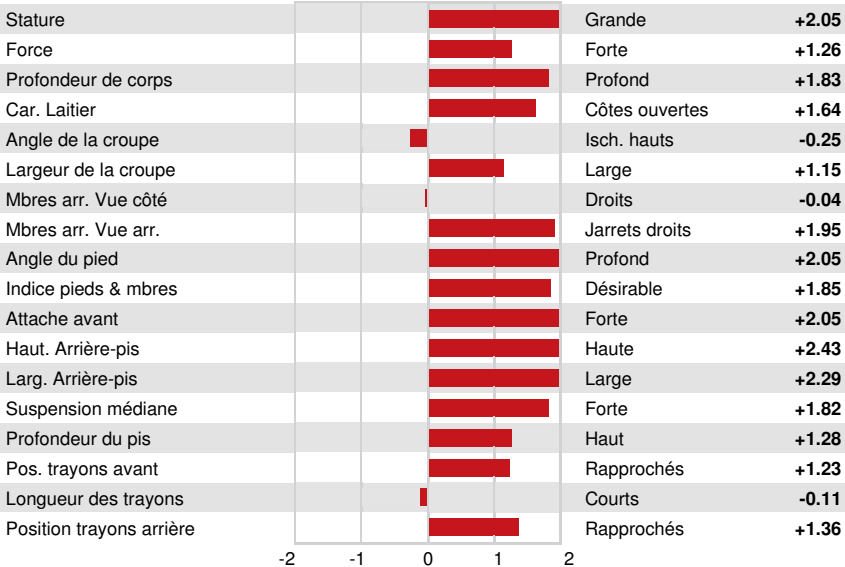 Stature Grande +2.05
Force Forte +1.26
Profondeur de corps Profond +1.83
Car. Laitier Côtes ouvertes +1.64
Angle de la croupe Isch. hauts -0.25
Largeur de la croupe Large +1.15
Mbres arr. Vue côté Droits -0.04
Mbres arr. Vue arr. Jarrets droits +1.95
Angle du pied Profond +2.05
Indice pieds & mbres Désirable +1.85
Attache avant Forte +2.05
Haut. Arrière-pis Haute +2.43
Larg. Arrière-pis Large +2.29
Suspension médiane Forte +1.82
Profondeur du pis Haut +1.28
Pos. trayons avant Rapprochés +1.23
Longueur des trayons Courts -0.11
Position trayons arrière Rapprochés +1.36
-2 -1 0 1 2